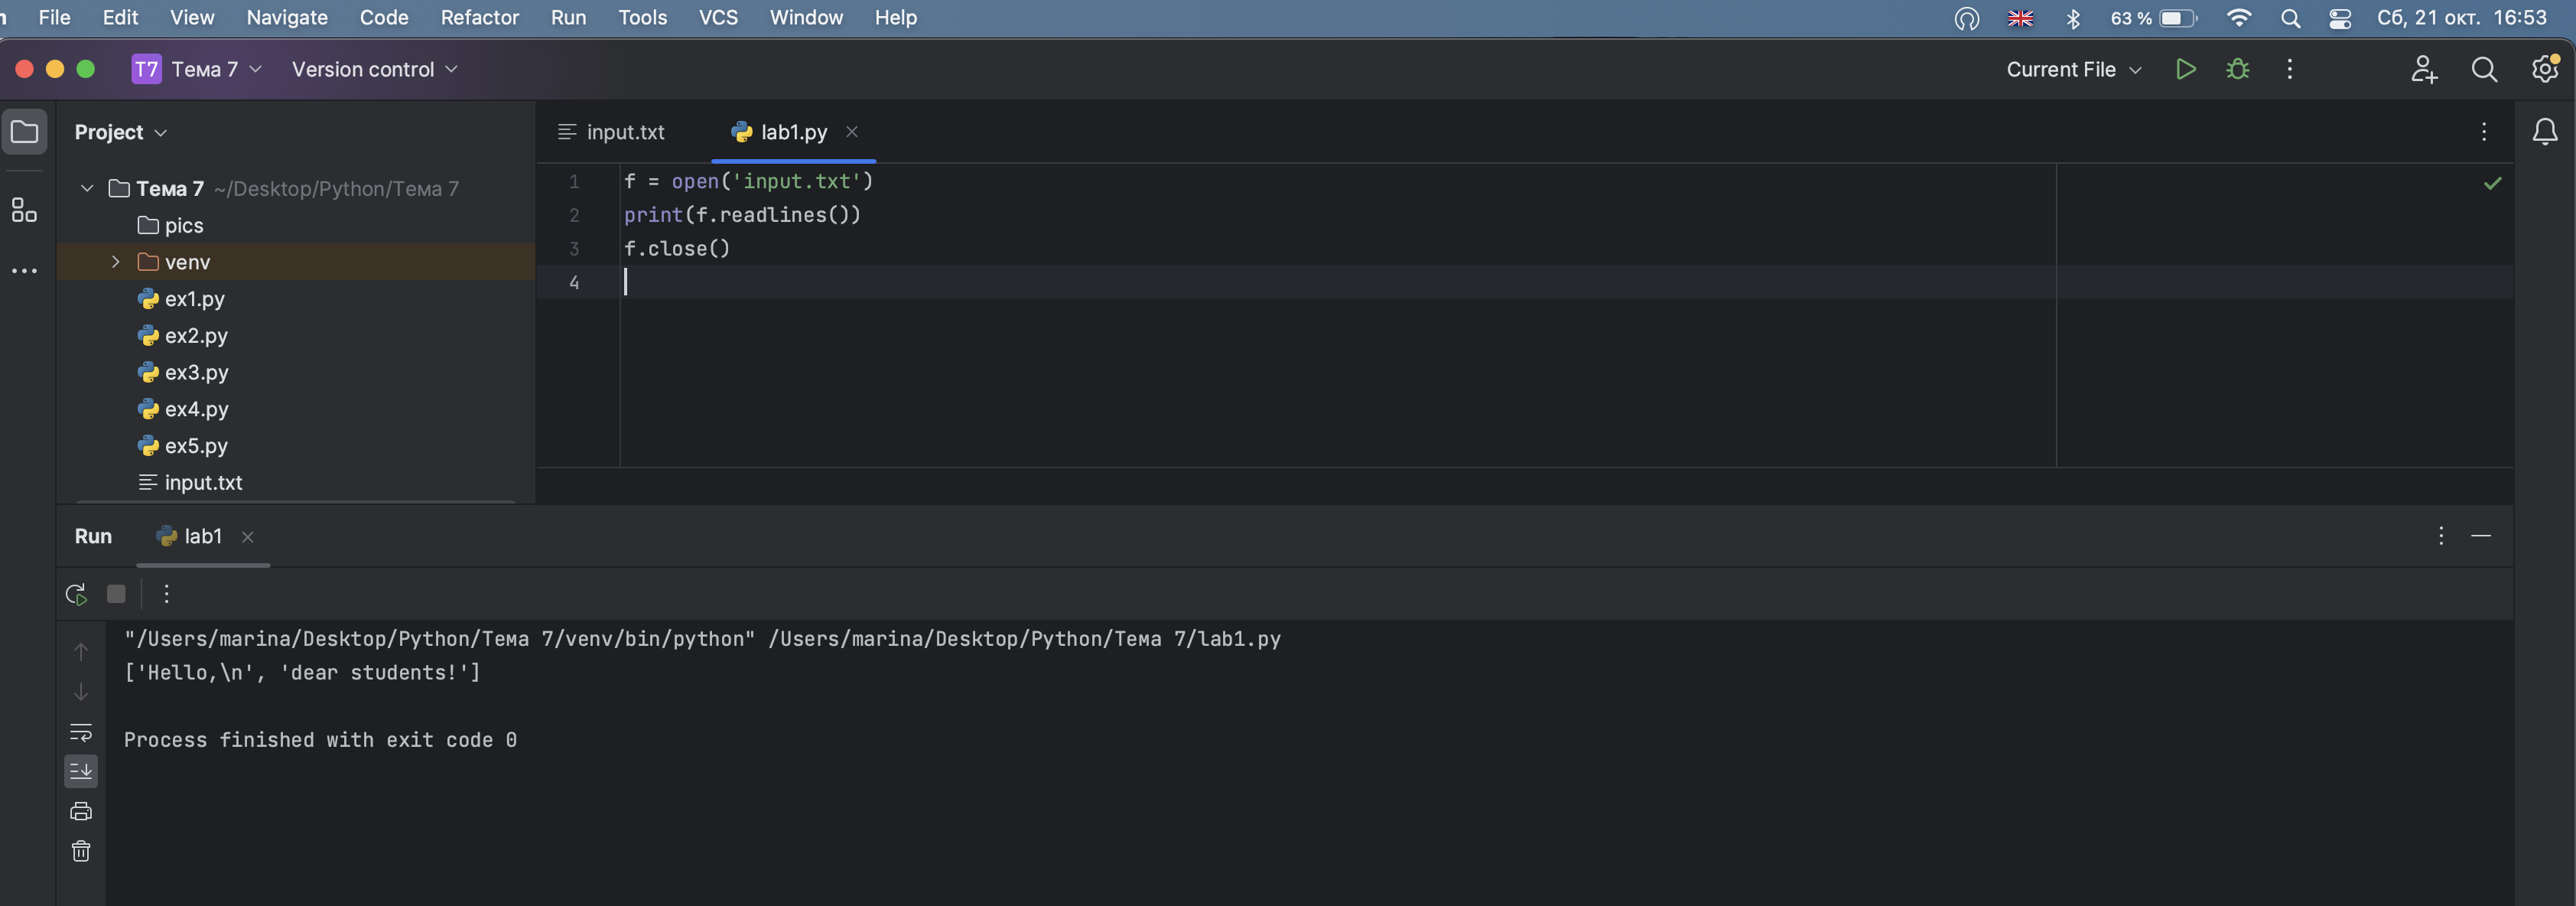 File Edit View Navigate Code Refactor Run Tools VCS Window Help 63 % Сб, 21 окт. 16:53
T7 Тема 7 Version control Current File
Project
input.txt lab1.py
Тема 7 ~/Desktop/Python/Тема 7
pics
venv
ex1.py
ex2.py
ex3.py
ex4.py
ex5.py
input.txt
1 f = open('input.txt')
2 print(f.readlines())
3 f.close()
4
Run lab1
"/Users/marina/Desktop/Python/Тема 7/venv/bin/python" /Users/marina/Desktop/Python/Тема 7/lab1.py
['Hello,\n', 'dear students!']
Process finished with exit code 0